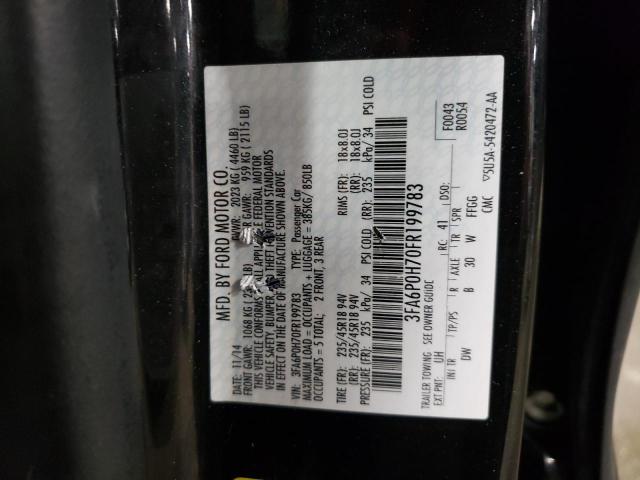 MFD. BY FORD MOTOR CO.
DATE: 11/14 GVWR: 2023 KG ( 4460 LB)
FRONT GAWR: 1068 KG LB) GAWR: 959 KG ( 2115 LB)
THIS VEHICLE CONFORMS ALL FEDERAL MOTOR
VEHICLE SAFETY, BUMPER, THEFT STANDARDS
IN EFFECT ON THE DATE OF MANUFACTURE SHOWN ABOVE.
VIN: 3FA6P0H70FR199783 TYPE: Passenger Car
MAXIMUM LOAD = OCCUPANTS + LUGGAGE = 385KG/ 850LB
OCCUPANTS = 5 TOTAL: 2 FRONT, 3 REAR
TIRE (FR): 235/45R18 94V RIMS (FR): 18x8.0J
(RR): 235/45R18 94V (RR): 18x8.0J
PRESSURE (FR): 235 kPa/ 34 PSI COLD (RR): 235 kPa/ 34 PSI COLD
3FA6P0H70FR199783
TRAILER TOWING: SEE OWNER GUIDE F0043
EXT PNT: UH RC: 41 DSO: R0054
IN TR TP/PS R AXLE TR SPR
DW B 30 W FFGG
CMC ▽5U5A-5420472-AA